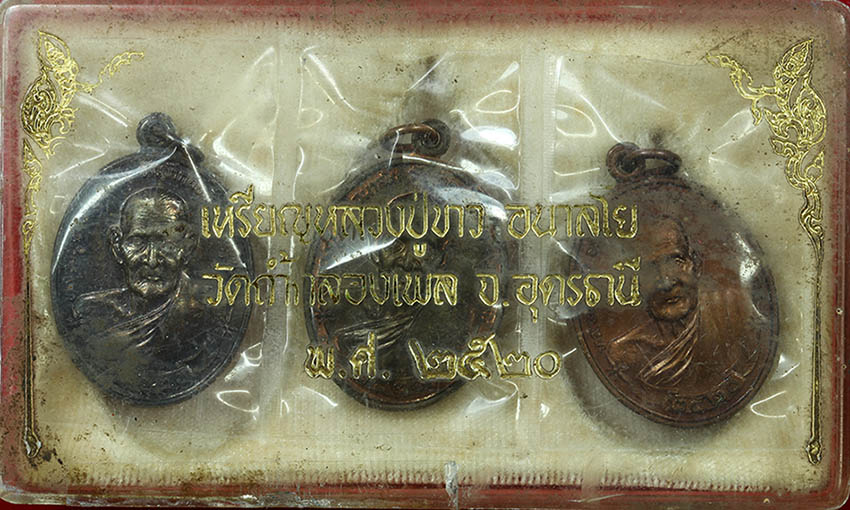 เหรียญหลวงปู่ขาว อนาลโย
วัดถ้ำกลองเพล จ.อุดรธานี
พ.ศ. ๒๕๒๐